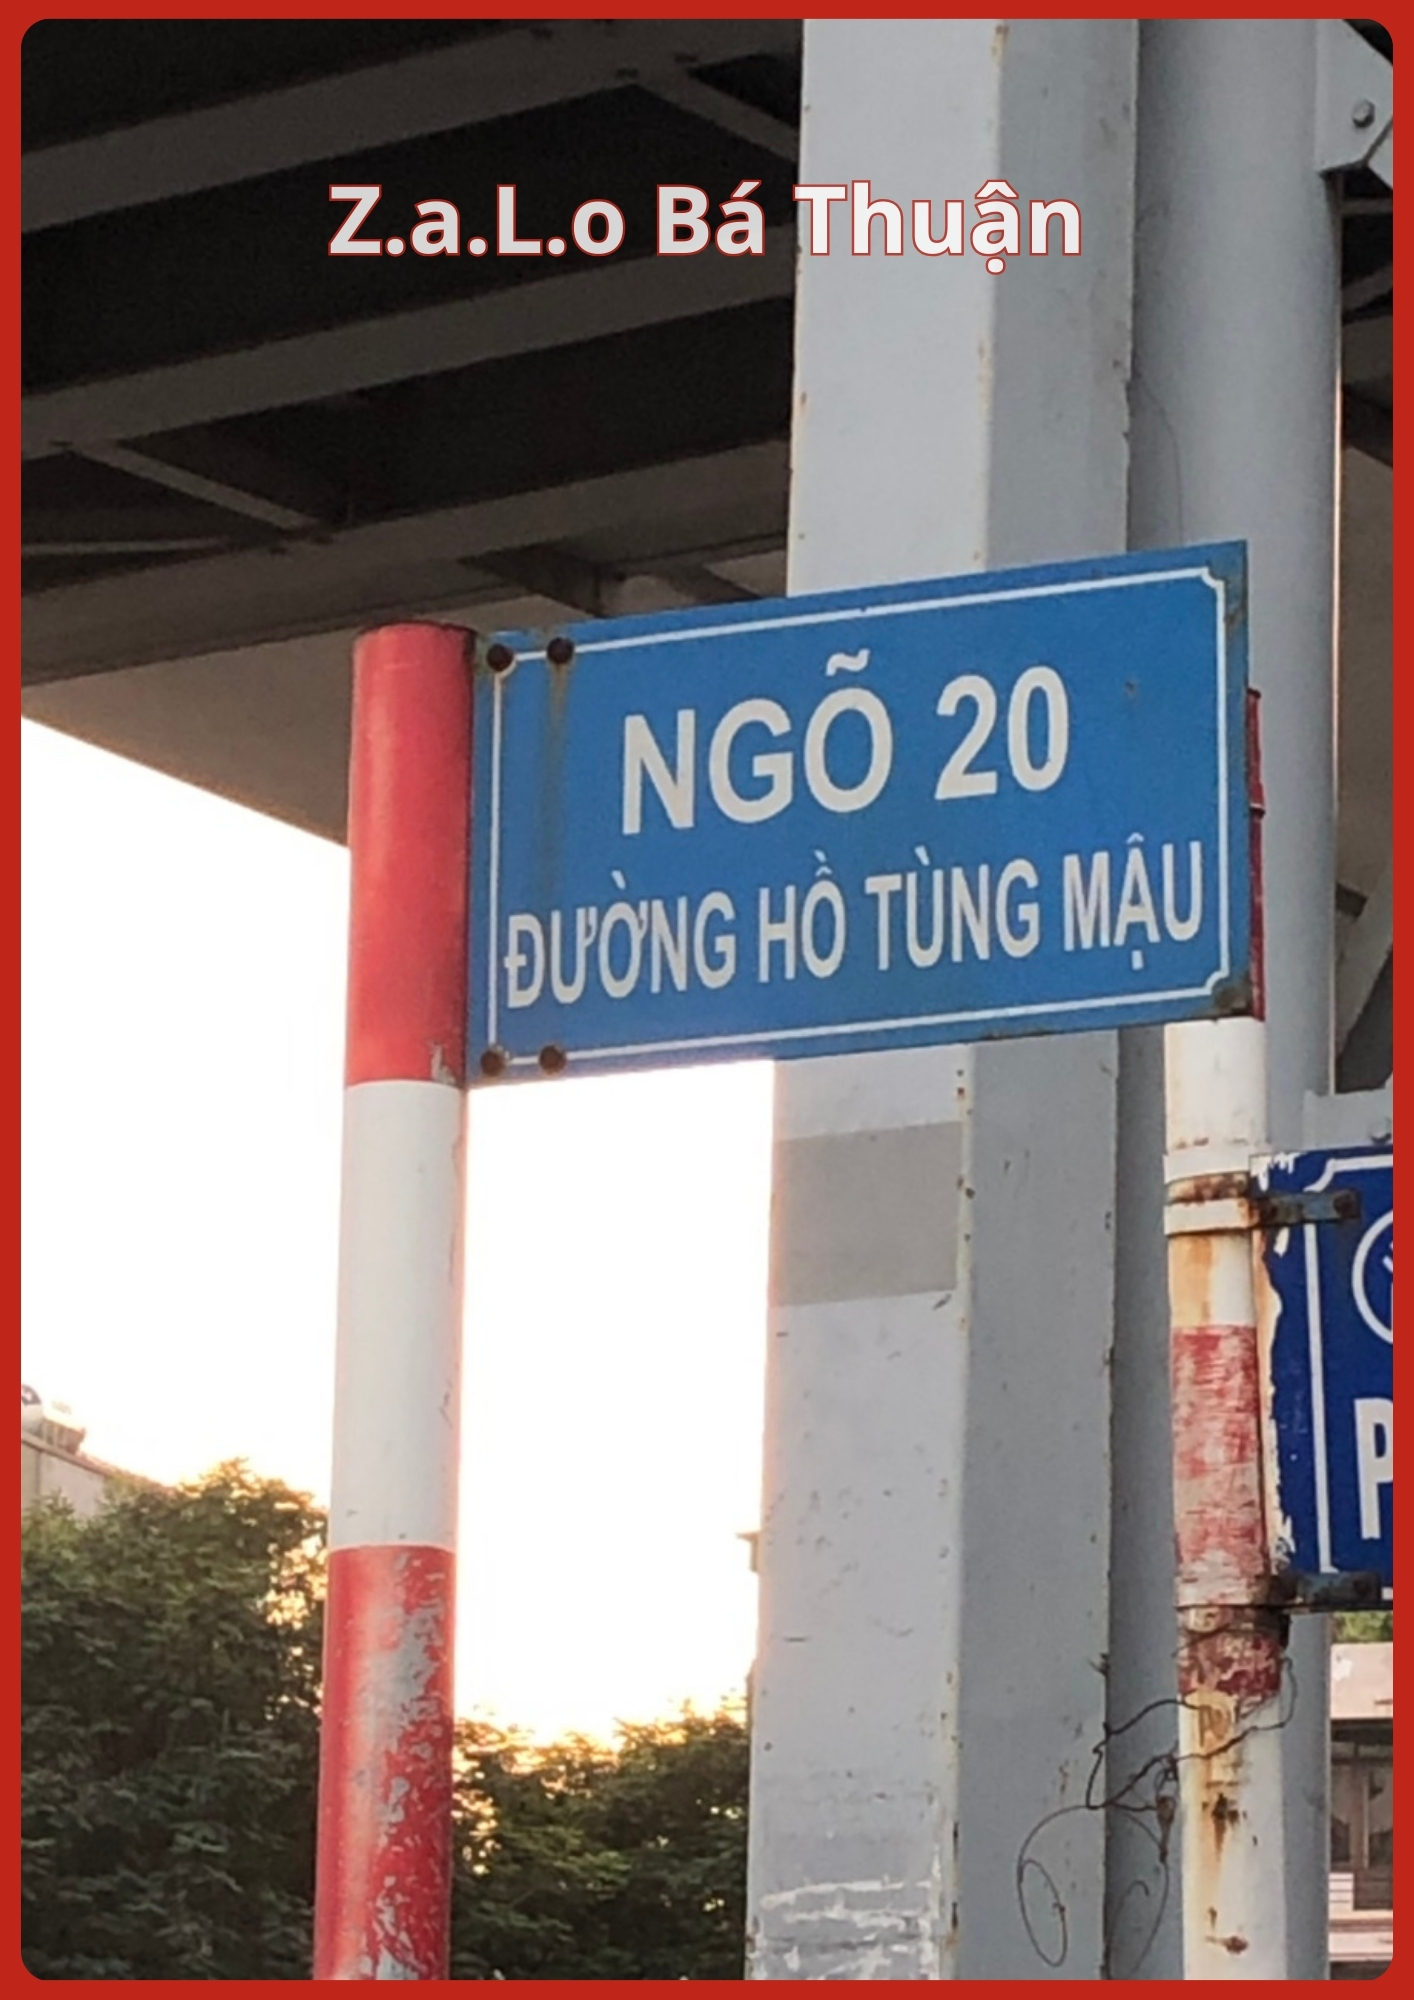 Z.a.L.o Bá Thuận
NGÕ 20
ĐƯỜNG HỒ TÙNG MẬU
P